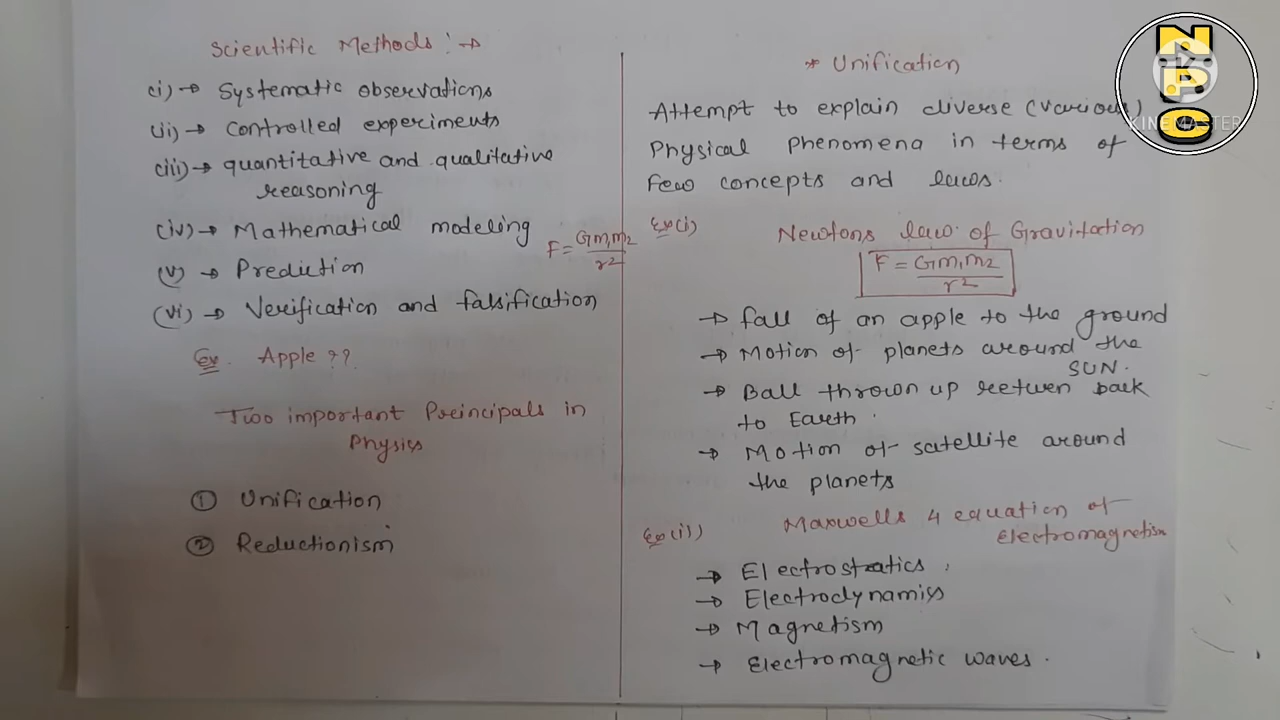 Scientific Methods :→
(i) → Systematic observations
(ii) → Controlled experiments
(iii) → quantitative and qualitative
reasoning
(iv) → Mathematical modeling
F = Gm1m2/r²
(v) → Prediction
(vi) → Verification and falsification
Ex. Apple ??
Two important Principals in
Physics
① Unification
② Reductionism
* Unification
Attempt to explain diverse (various)
Physical phenomena in terms of
few concepts and laws.
Ex(i) Newtons law of Gravitation
F = Gm1m2/r²
→ fall of an apple to the ground
→ Motion of planets around the
SUN.
→ Ball thrown up return back
to Earth.
→ Motion of satellite around
the planets
Ex(ii) Maxwells 4 equation of
Electromagnetism
→ Electrostatics
→ Electrodynamics
→ Magnetism
→ Electromagnetic waves.
N
P
C
KINEMASTER